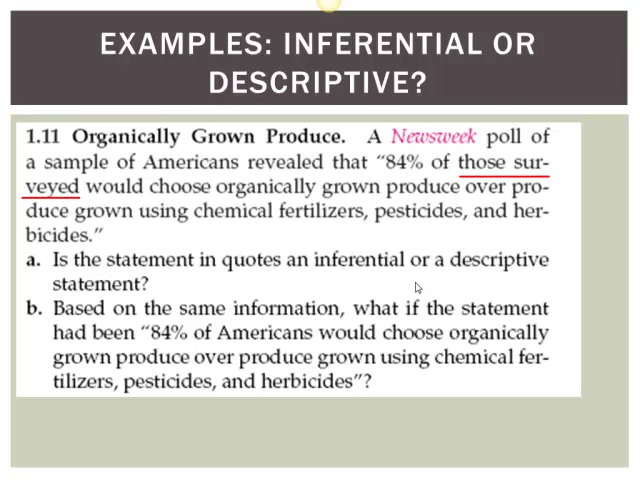 EXAMPLES: INFERENTIAL OR
DESCRIPTIVE?
1.11 Organically Grown Produce. A Newsweek poll of
a sample of Americans revealed that “84% of those sur-
veyed would choose organically grown produce over pro-
duce grown using chemical fertilizers, pesticides, and her-
bicides.”
a. Is the statement in quotes an inferential or a descriptive
statement?
b. Based on the same information, what if the statement
had been “84% of Americans would choose organically
grown produce over produce grown using chemical fer-
tilizers, pesticides, and herbicides”?